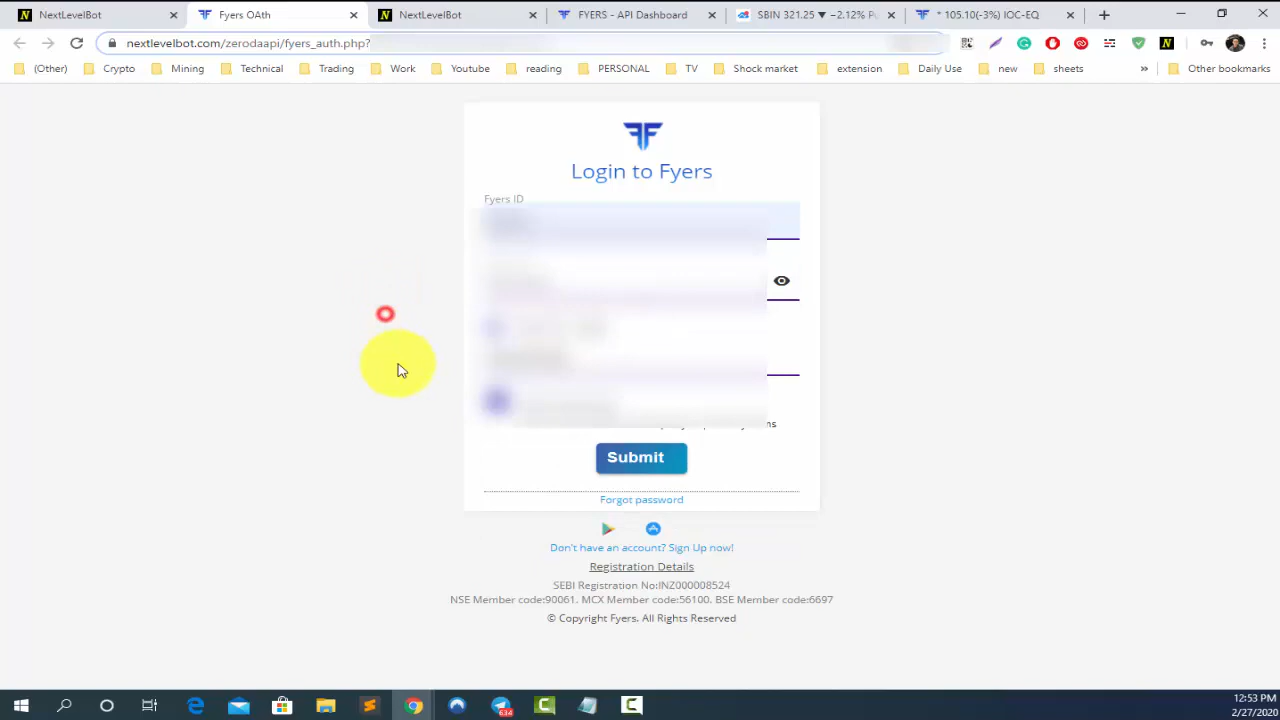 NextLevelBot
Fyers OAth
NextLevelBot
FYERS - API Dashboard
SBIN 321.25 ▼ −2.12%
* 105.10(-3%) IOC-EQ
nextlevelbot.com/zerodaapi/fyers_auth.php?
(Other)
Crypto
Mining
Technical
Trading
Work
Youtube
reading
PERSONAL
TV
Shock market
extension
Daily Use
new
sheets
»
Other bookmarks
Login to Fyers
Fyers ID
Submit
Forgot password
Don't have an account? Sign Up now!
Registration Details
SEBI Registration No:INZ000008524
NSE Member code:90061. MCX Member code:56100. BSE Member code:6697
© Copyright Fyers. All Rights Reserved
634
12:53 PM
2/27/2020